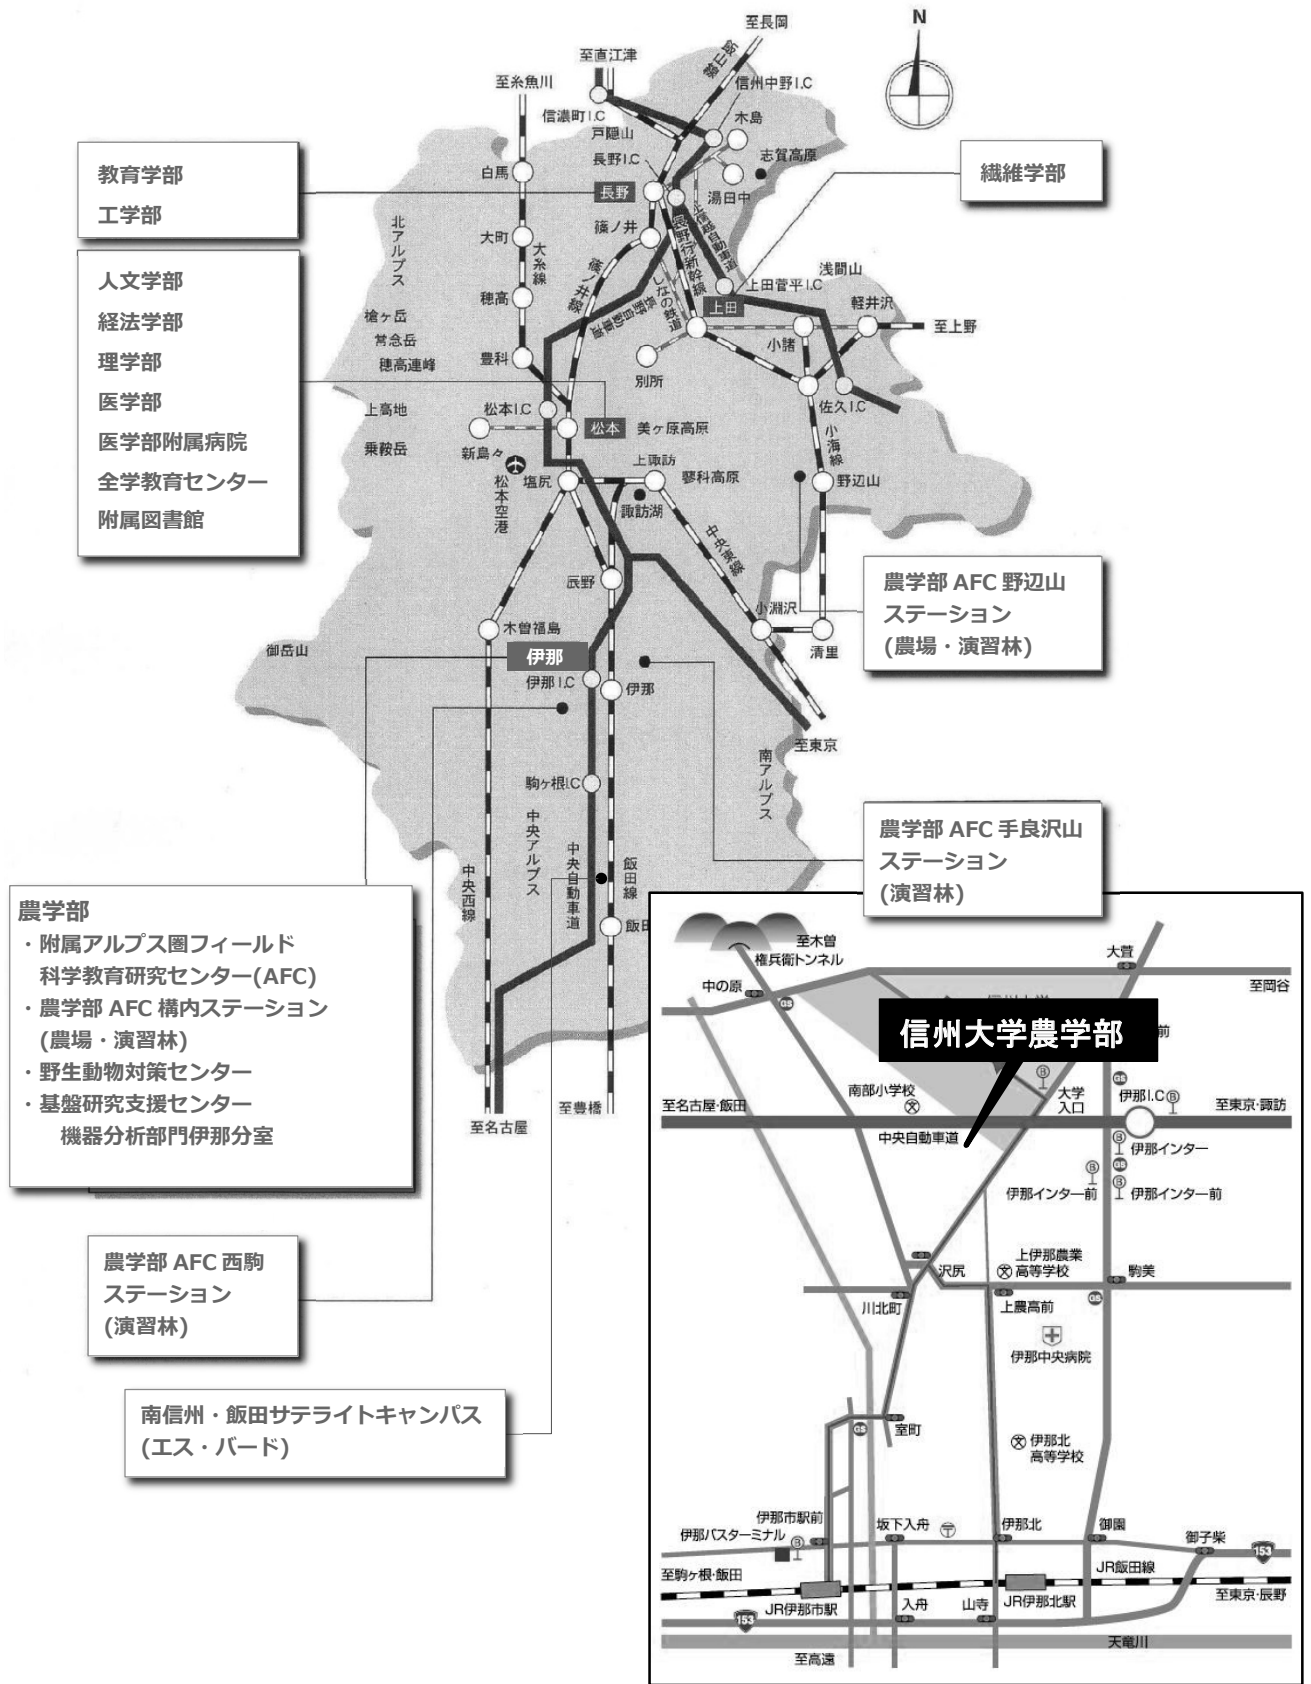 至長岡
N
至直江津
飯山線
至糸魚川
信州中野I.C
信濃町I.C
木島
戸隠山
長野I.C
志賀高原
教育学部
工学部
繊維学部
白馬
長野
湯田中
上信越自動車道
北アルプス
篠ノ井
長野行新幹線
大町
大糸線
人文学部
経法学部
理学部
医学部
医学部附属病院
全学教育センター
附属図書館
篠ノ井線
しなの鉄道
長野自動車道
浅間山
上田菅平I.C
穂高
上田
軽井沢
槍ヶ岳
至上野
常念岳
小諸
穂高連峰
豊科
別所
上高地
松本I.C
佐久I.C
松本
美ヶ原高原
小海線
乗鞍岳
新島々
上諏訪
蓼科高原
松本空港
塩尻
野辺山
諏訪湖
中央東線
農学部 AFC 野辺山
ステーション
(農場・演習林)
辰野
小淵沢
木曽福島
御岳山
伊那
清里
伊那I.C
伊那
至東京
南アルプス
駒ヶ根I.C
中央アルプス
農学部 AFC 手良沢山
ステーション
(演習林)
中央西線
中央自動車道
飯田線
農学部
・附属アルプス圏フィールド
科学教育研究センター(AFC)
・農学部 AFC 構内ステーション
(農場・演習林)
・野生動物対策センター
・基盤研究支援センター
機器分析部門伊那分室
至豊橋
至名古屋
農学部 AFC 西駒
ステーション
(演習林)
南信州・飯田サテライトキャンパス
(エス・バード)
至木曽
権兵衛トンネル
大萱
中の原
GS
至岡谷
信州大学農学部
前
B
GS
南部小学校
文
大学
入口
伊那I.C
B
至名古屋・飯田
至東京・諏訪
中央自動車道
B
伊那インター
B
GS
伊那インター前
B
伊那インター前
沢尻
文
上伊那農業
高等学校
駒美
川北町
上農高前
GS
伊那中央病院
室町
GS
文
伊那北
高等学校
伊那市駅前
伊那バスターミナル
B
坂下入舟
〒
伊那北
御園
御子柴
153
至駒ヶ根・飯田
JR飯田線
JR伊那市駅
入舟
山寺
JR伊那北駅
至東京・辰野
153
天竜川
至高遠